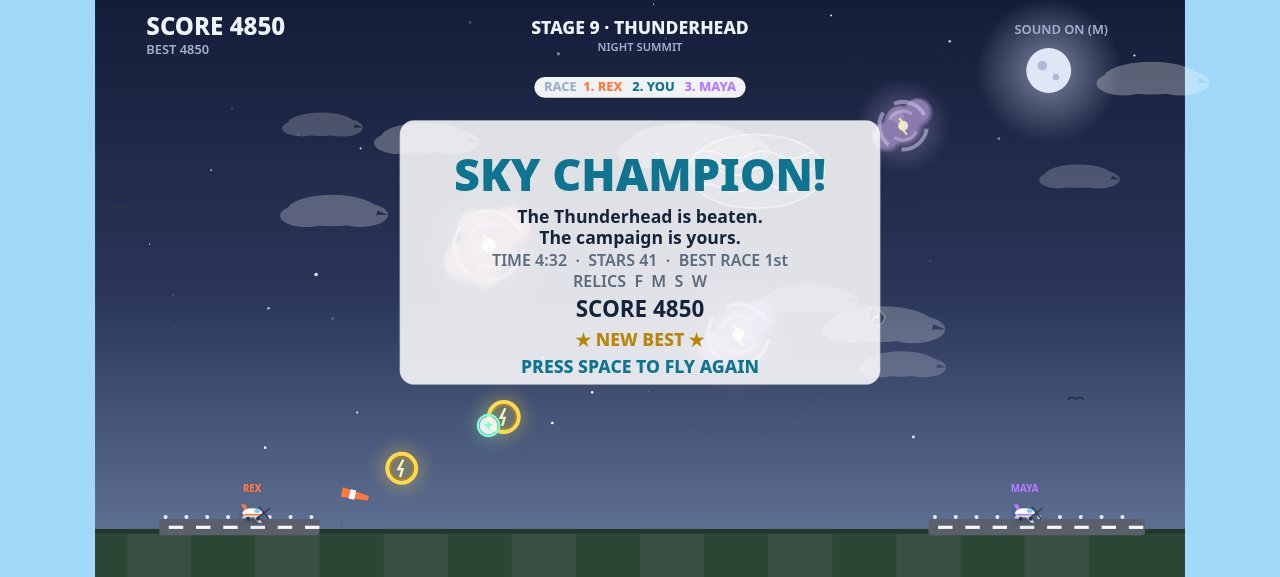 SCORE 4850
BEST 4850
STAGE 9 · THUNDERHEAD
NIGHT SUMMIT
SOUND ON (M)
RACE 1. REX 2. YOU 3. MAYA
SKY CHAMPION!
The Thunderhead is beaten.
The campaign is yours.
TIME 4:32 · STARS 41 · BEST RACE 1st
RELICS F M S W
SCORE 4850
★ NEW BEST ★
PRESS SPACE TO FLY AGAIN
REX
MAYA